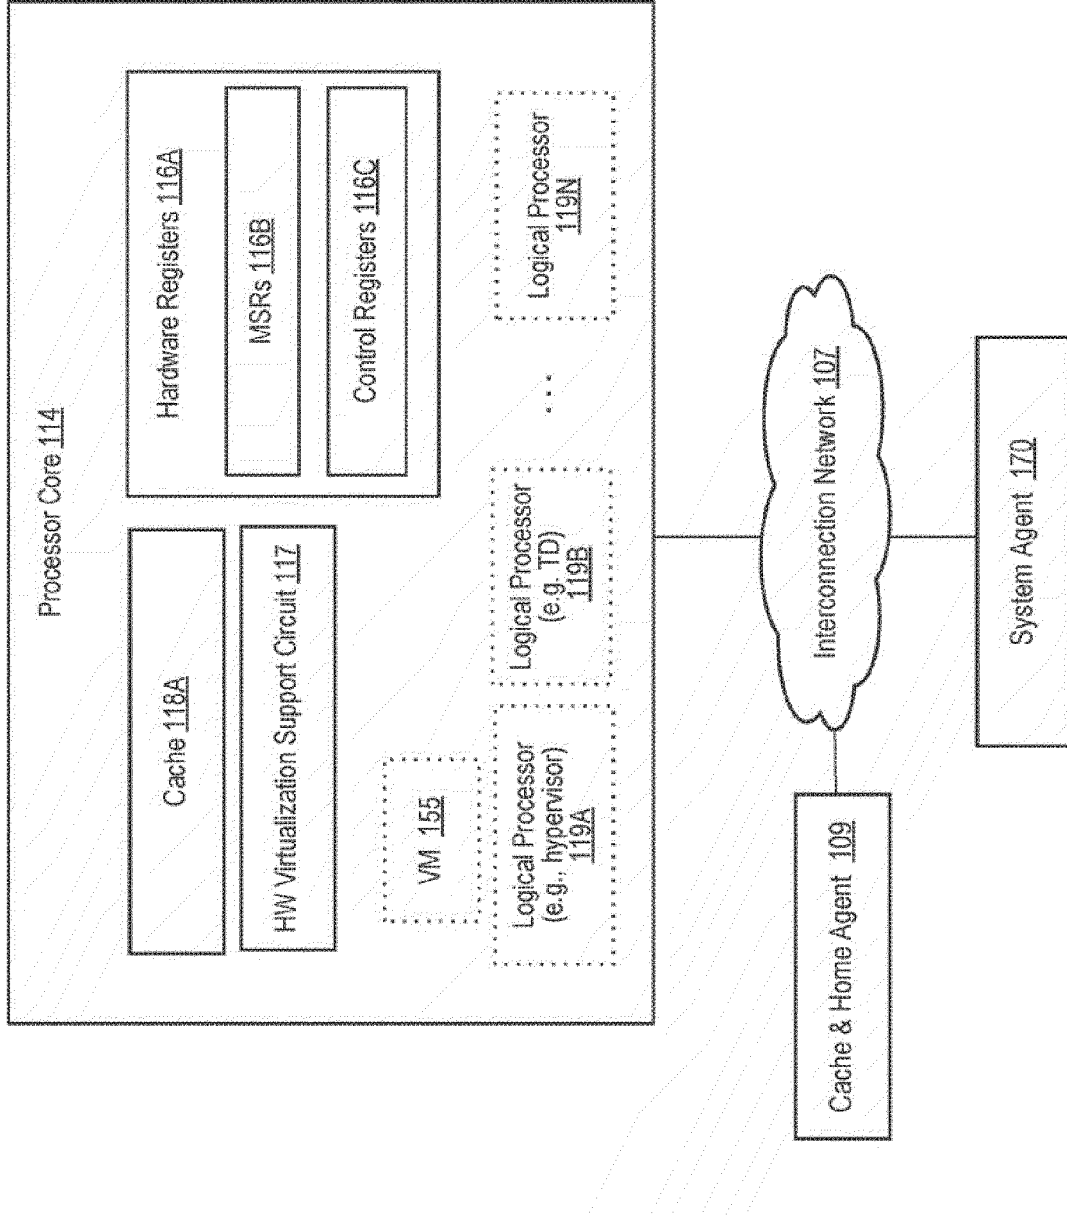 Processor Core 114
Cache 118A
HW Virtualization Support Circuit 117
Hardware Registers 116A
MSRs 116B
Control Registers 116C
VM 155
Logical Processor
(e.g., hypervisor)
119A
Logical Processor
(e.g. TD)
119B
...
Logical Processor
119N
Interconnection Network 107
Cache & Home Agent 109
System Agent 170